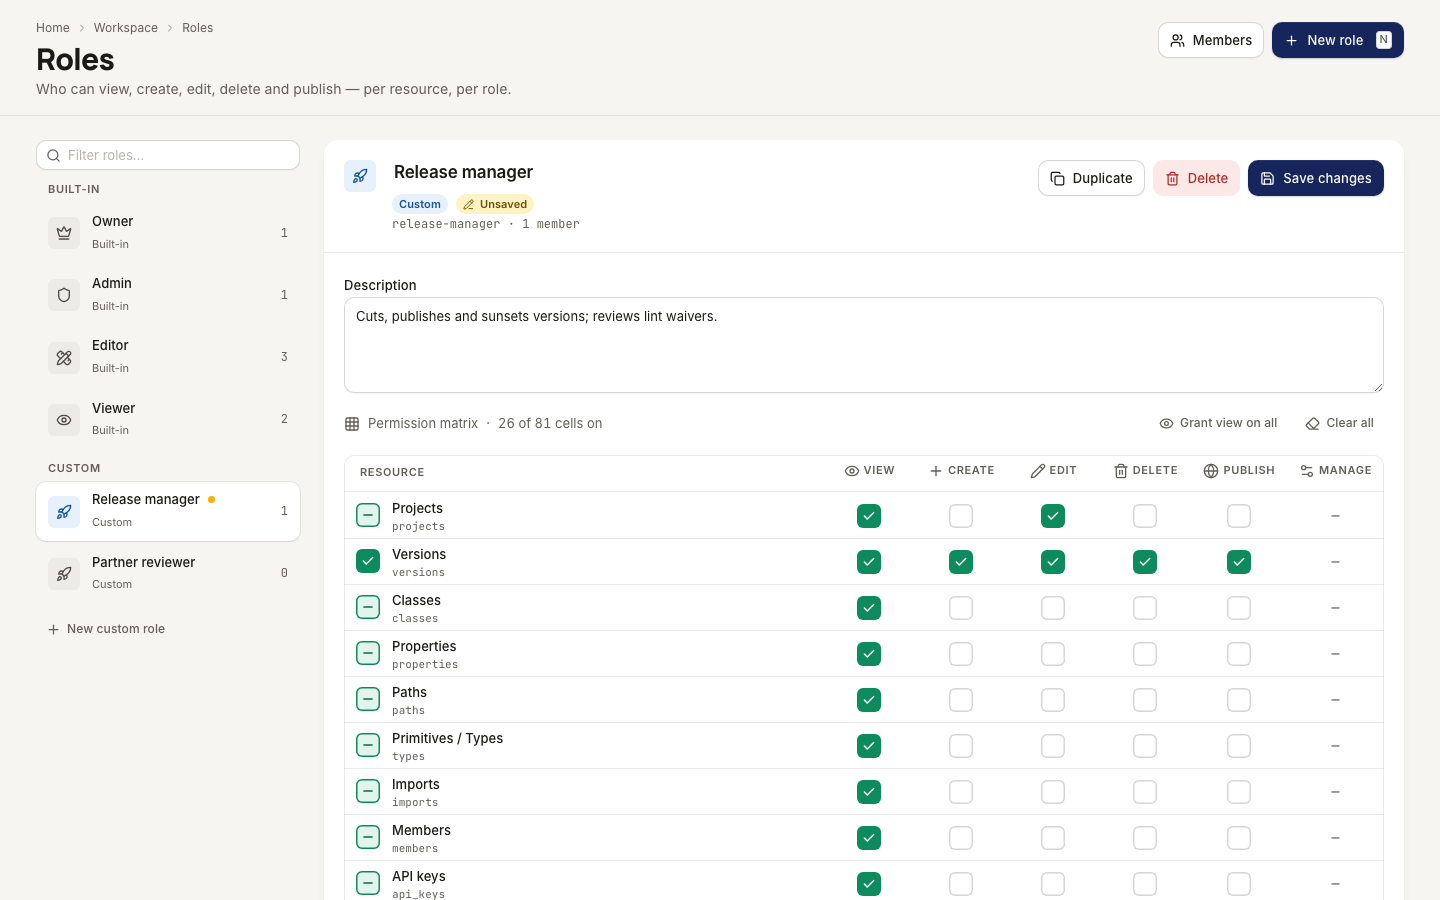 Home
Workspace
Roles
Roles
Who can view, create, edit, delete and publish — per resource, per role.
Members
New role
N
Filter roles...
BUILT-IN
Owner
Built-in
1
Admin
Built-in
1
Editor
Built-in
3
Viewer
Built-in
2
CUSTOM
Release manager
Custom
1
Partner reviewer
Custom
0
New custom role
Release manager
Custom
Unsaved
release-manager · 1 member
Duplicate
Delete
Save changes
Description
Cuts, publishes and sunsets versions; reviews lint waivers.
Permission matrix · 26 of 81 cells on
Grant view on all
Clear all
RESOURCE
VIEW
CREATE
EDIT
DELETE
PUBLISH
MANAGE
Projects
projects
–
Versions
versions
–
Classes
classes
–
Properties
properties
–
Paths
paths
–
Primitives / Types
types
–
Imports
imports
–
Members
members
–
API keys
api_keys
–